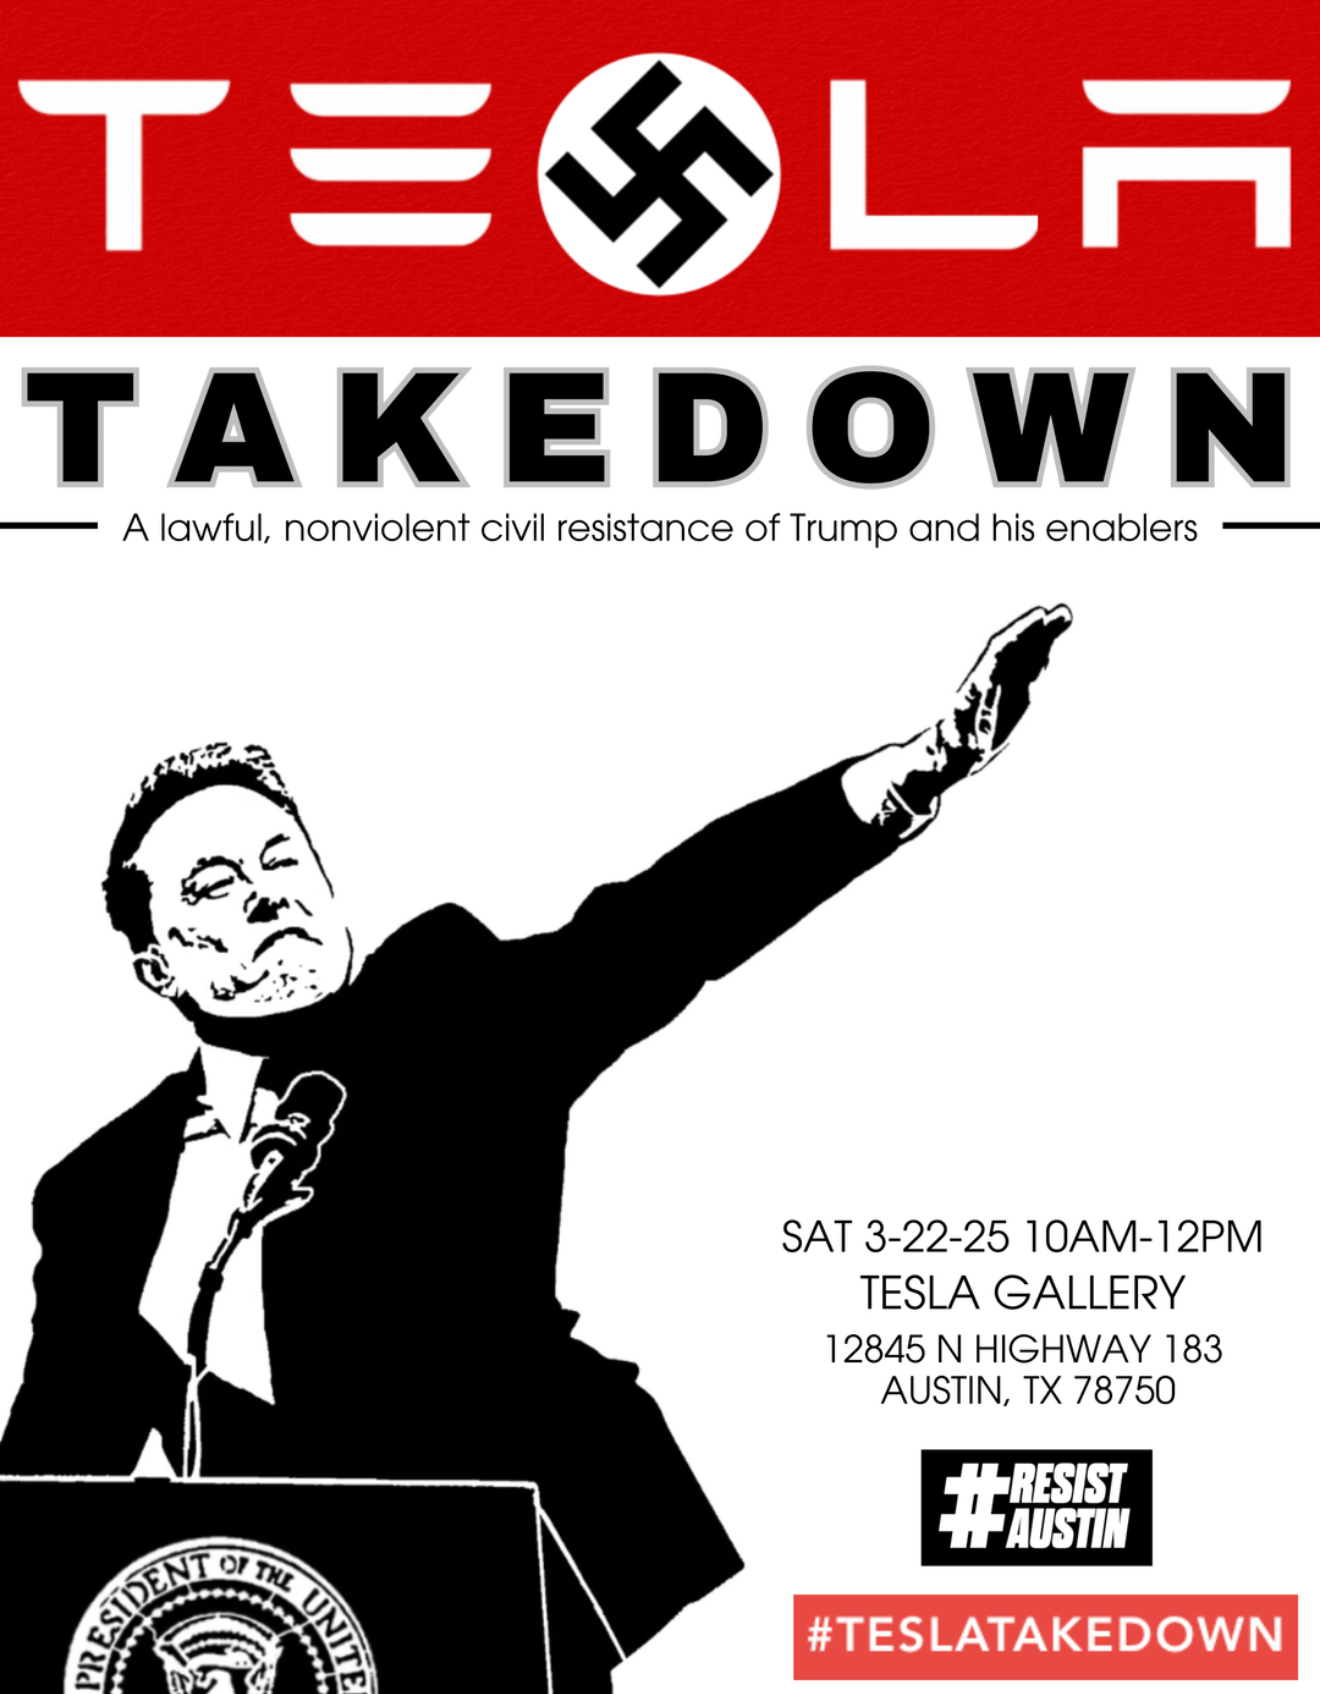 TESLA
TAKEDOWN
A lawful, nonviolent civil resistance of Trump and his enablers
SAT 3-22-25 10AM-12PM
TESLA GALLERY
12845 N HIGHWAY 183
AUSTIN, TX 78750
#RESIST
AUSTIN
#TESLATAKEDOWN
PRESIDENT OF THE UNITE